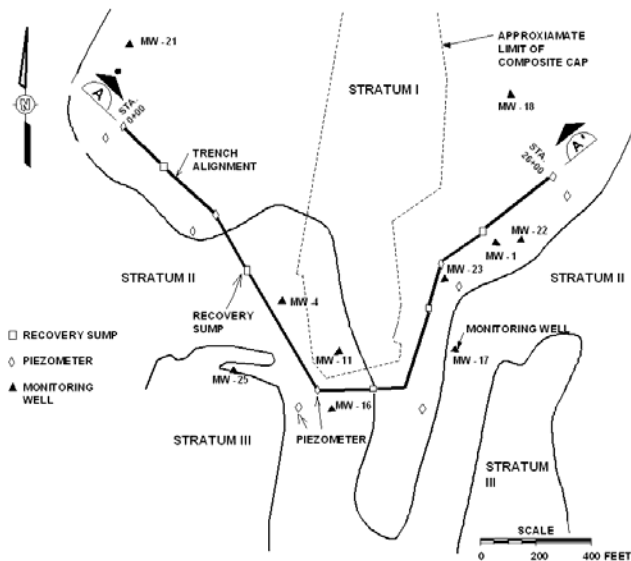 MW - 21
APPROXIAMATE
LIMIT OF
COMPOSITE CAP
STRATUM I
MW - 18
A
STA.
0+00
N
A'
STA.
26+00
TRENCH
ALIGNMENT
MW - 22
MW - 1
STRATUM II
MW - 23
STRATUM II
MW - 4
RECOVERY
SUMP
□ RECOVERY SUMP
◊ PIEZOMETER
▲ MONITORING
WELL
MONITORING
WELL
MW - 11
MW - 17
MW - 25
MW - 16
STRATUM III
PIEZOMETER
STRATUM
III
SCALE
0 200 400 FEET